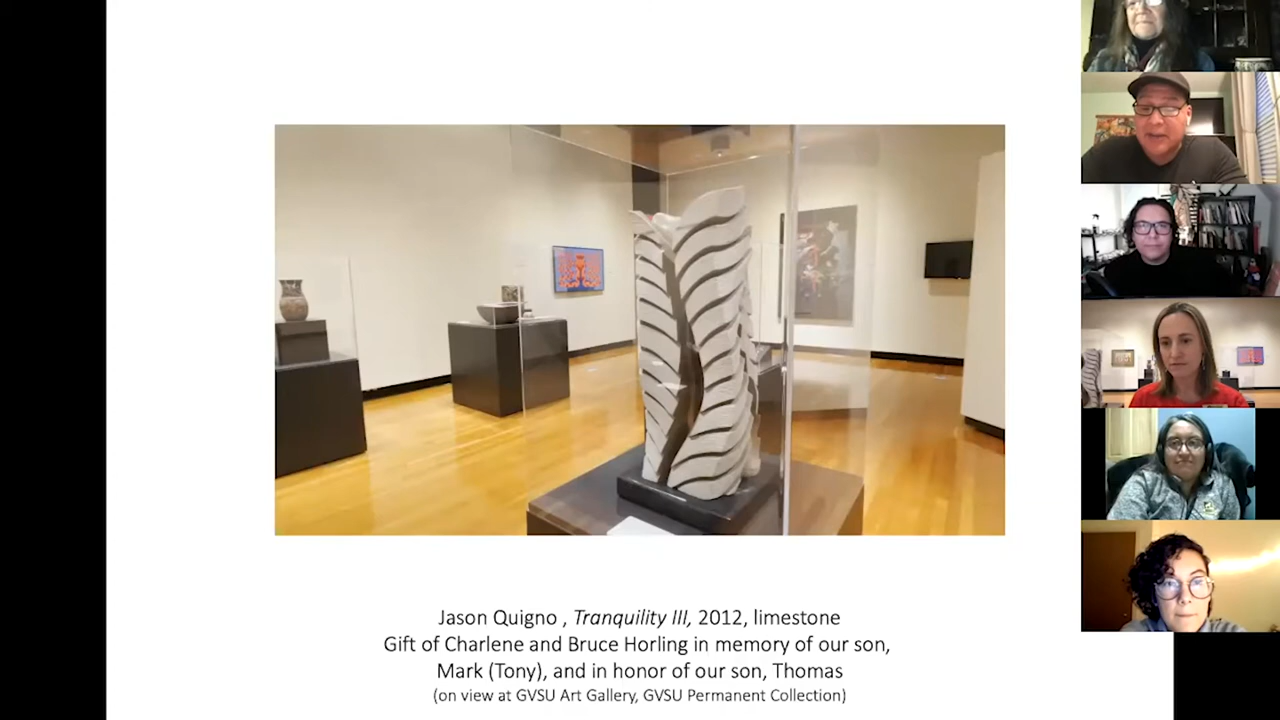 Jason Quigno , Tranquility III, 2012, limestone
Gift of Charlene and Bruce Horling in memory of our son,
Mark (Tony), and in honor of our son, Thomas
(on view at GVSU Art Gallery, GVSU Permanent Collection)